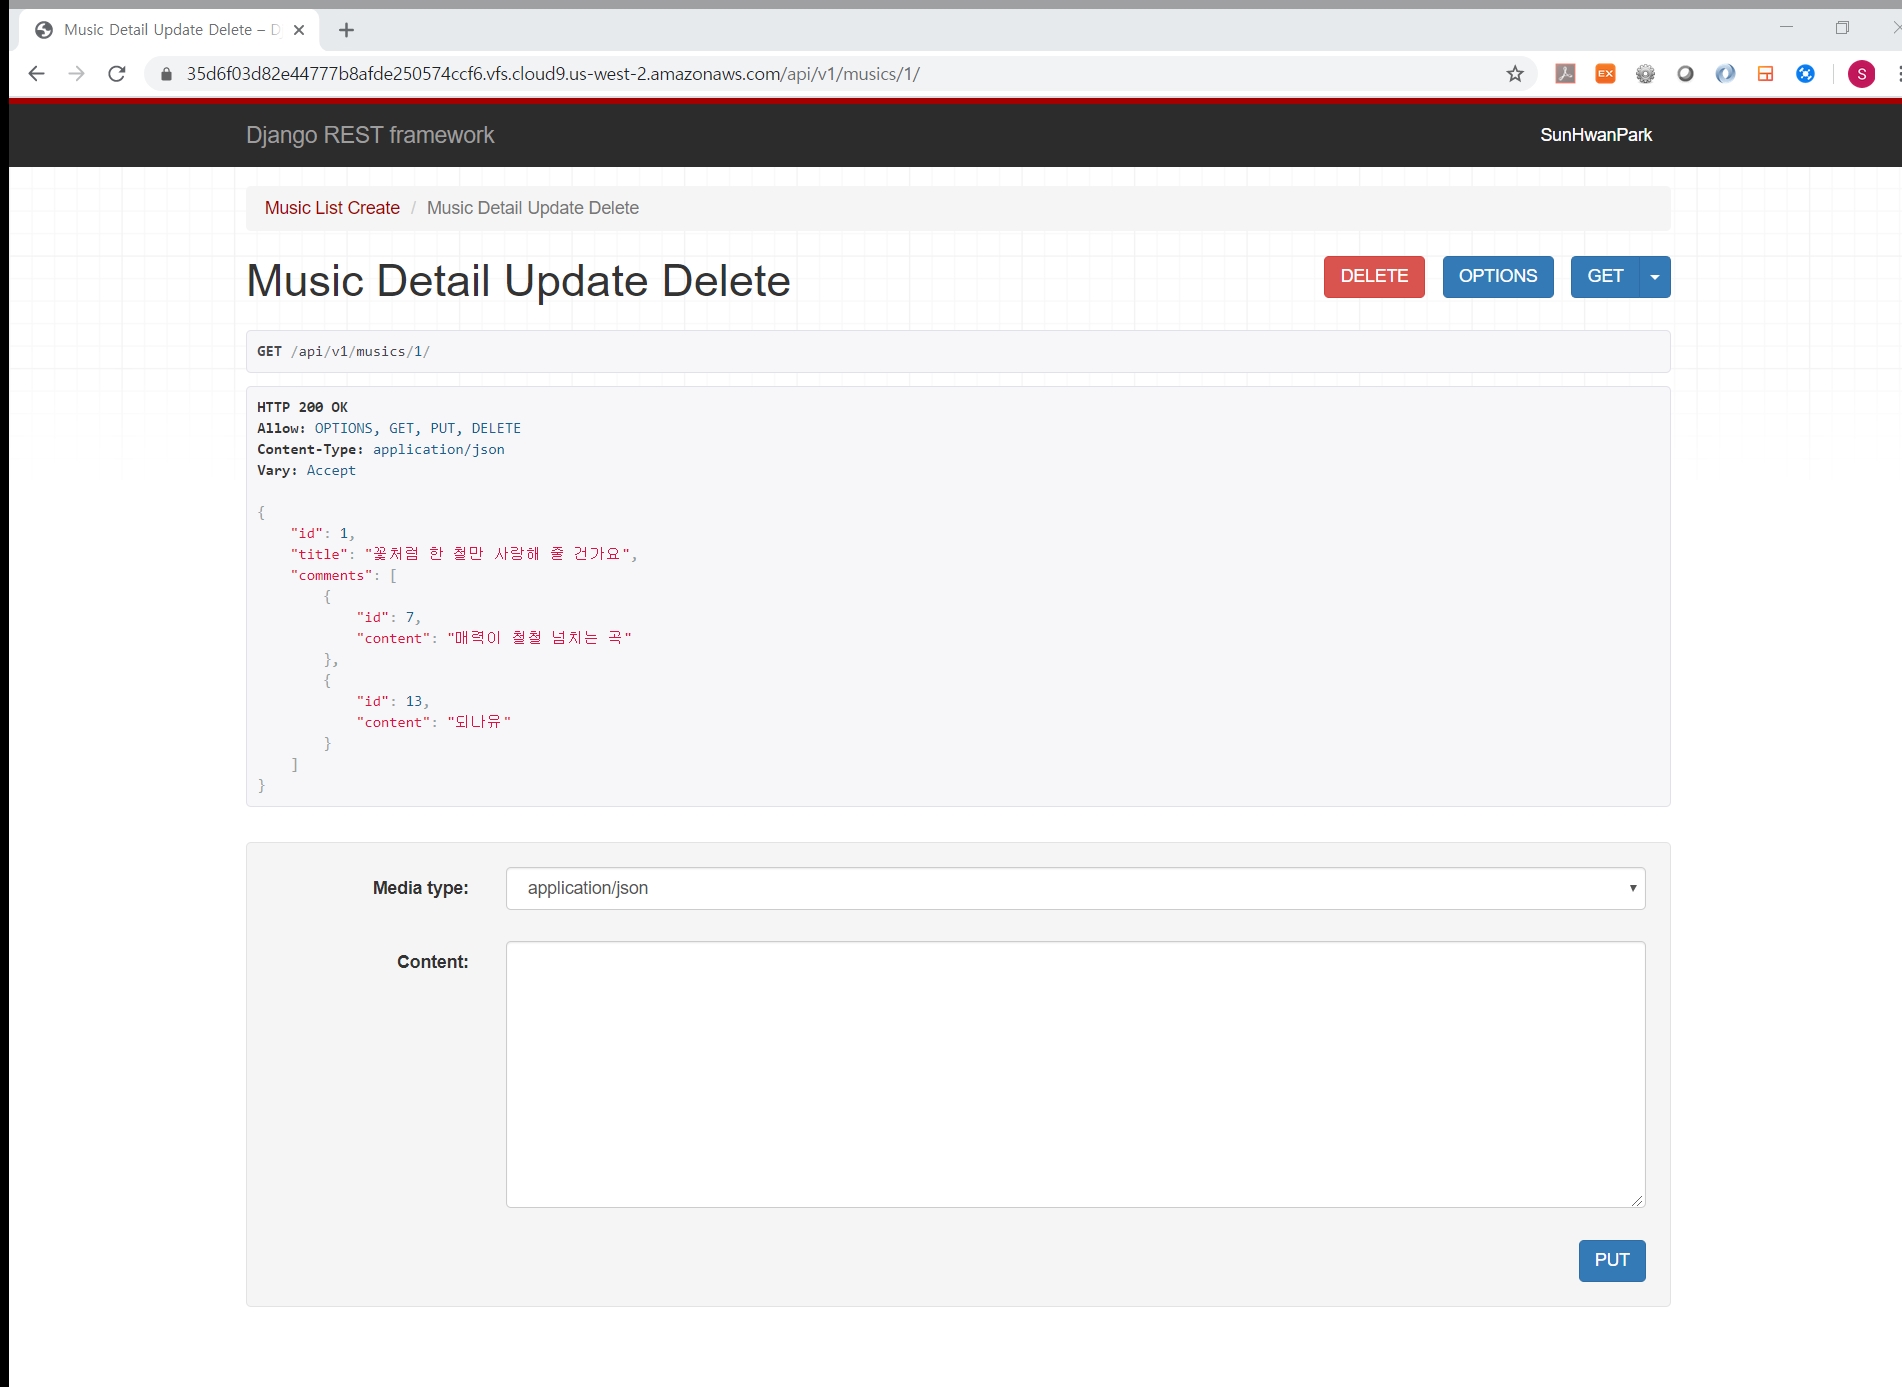 Music Detail Update Delete – D
35d6f03d82e44777b8afde250574ccf6.vfs.cloud9.us-west-2.amazonaws.com/api/v1/musics/1/
EX
S
Django REST framework
SunHwanPark
Music List Create / Music Detail Update Delete
Music Detail Update Delete
DELETE
OPTIONS
GET
GET /api/v1/musics/1/
HTTP 200 OK
Allow: OPTIONS, GET, PUT, DELETE
Content-Type: application/json
Vary: Accept
{
"id": 1,
"title": "꽃처럼 한 철만 사랑해 줄 건가요",
"comments": [
{
"id": 7,
"content": "매력이 철철 넘치는 곡"
},
{
"id": 13,
"content": "되나유"
}
]
}
Media type:
application/json
Content:
PUT